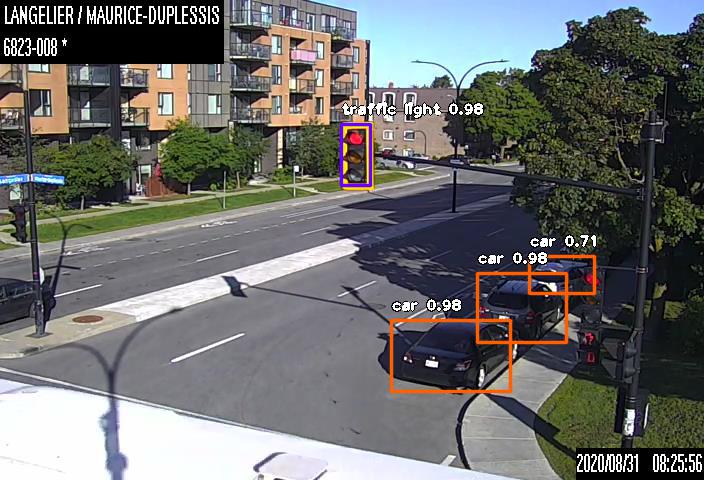 LANGELIER / MAURICE-DUPLESSIS
6823-008 *
traffic light 0.98
car 0.71
car 0.98
car 0.98
2020/08/31 08:25:56